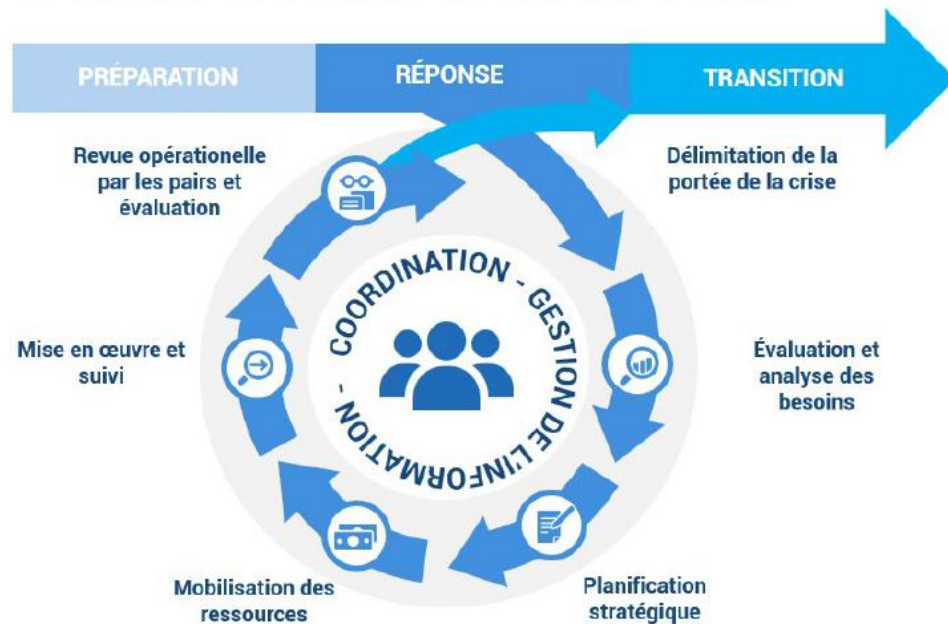 PRÉPARATION
RÉPONSE
TRANSITION
Revue opérationelle
par les pairs et
évaluation
Délimitation de la
portée de la crise
COORDINATION - GESTION DE L'INFORMATION -
Mise en œuvre et
suivi
Évaluation et
analyse des
besoins
Mobilisation des
ressources
Planification
stratégique